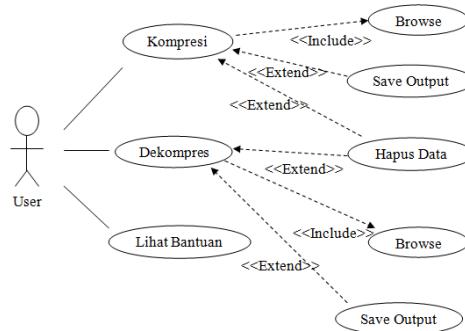 Browse
Kompresi
<<Include>>
<<Extend>>
Save Output
<<Extend>>
Dekompres
Hapus Data
<<Extend>>
User
Lihat Bantuan
<<Include>>
Browse
<<Extend>>
Save Output